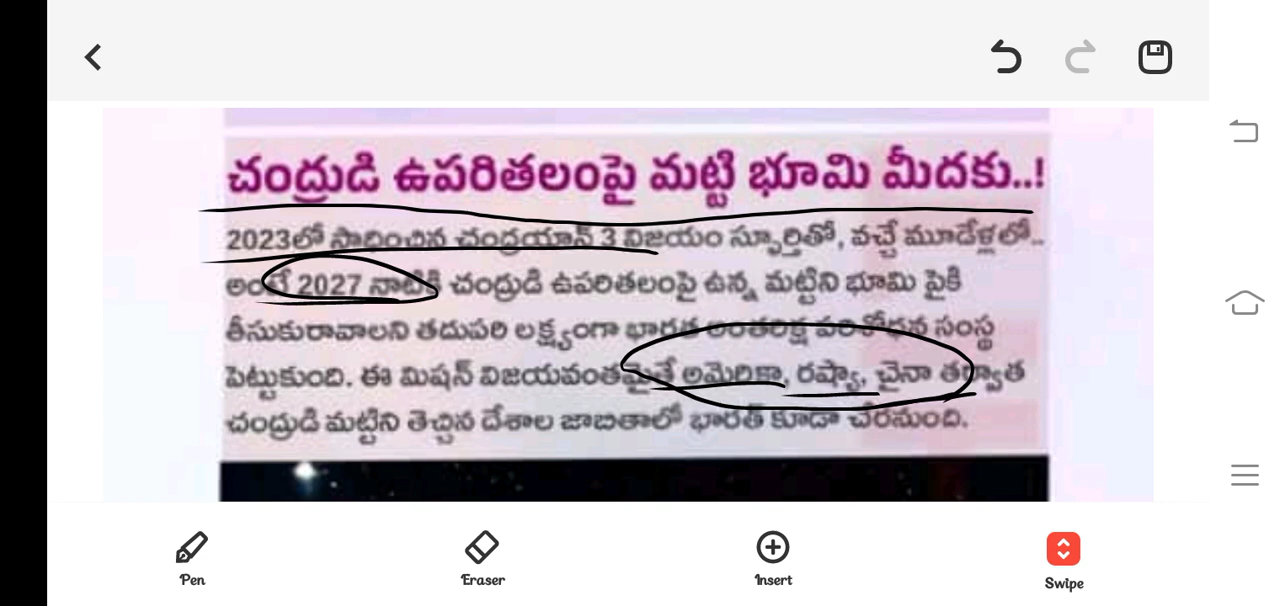 చంద్రుడి ఉపరితలంపై మట్టి భూమి మీదకు..!
2023లో సాధించిన చంద్రయాన్ 3 విజయం స్ఫూర్తితో, వచ్చే మూడేళ్లలో..
అంటే 2027 నాటికి చంద్రుడి ఉపరితలంపై ఉన్న మట్టిని భూమి పైకి
తీసుకురావాలని తదుపరి లక్ష్యంగా భారత అంతరిక్ష పరిశోధన సంస్థ
పెట్టుకుంది. ఈ మిషన్ విజయవంతమైతే అమెరికా, రష్యా, చైనా తర్వాత
చంద్రుడి మట్టిని తెచ్చిన దేశాల జాబితాలో భారత్ కూడా చేరనుంది.
Pen
Eraser
Insert
Swipe